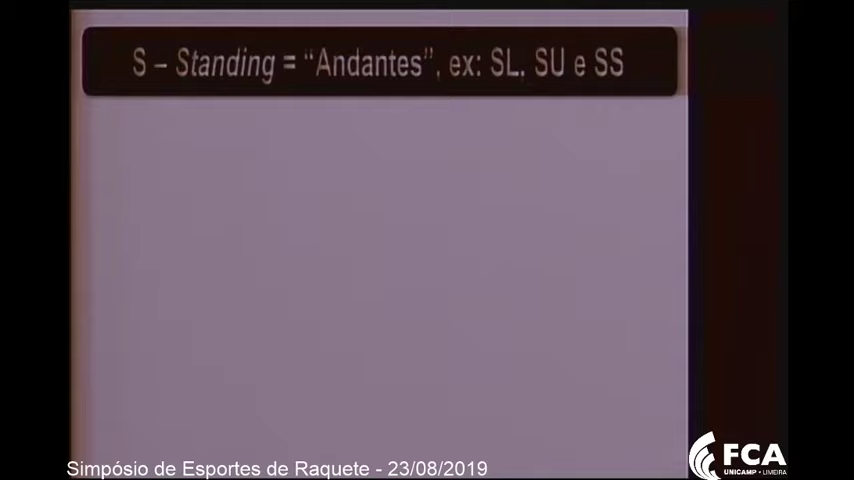 S – Standing = “Andantes”, ex: SL, SU e SS
Simpósio de Esportes de Raquete - 23/08/2019
FCA
UNICAMP • LIMEIRA